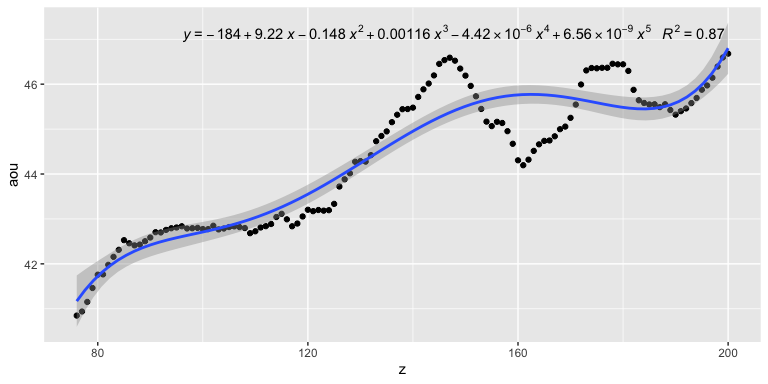 y = − 184 + 9.22 x − 0.148 x² + 0.00116 x³ − 4.42 × 10⁻⁶ x⁴ + 6.56 × 10⁻⁹ x⁵ R² = 0.87
46
44
42
aou
80 120 160 200
z